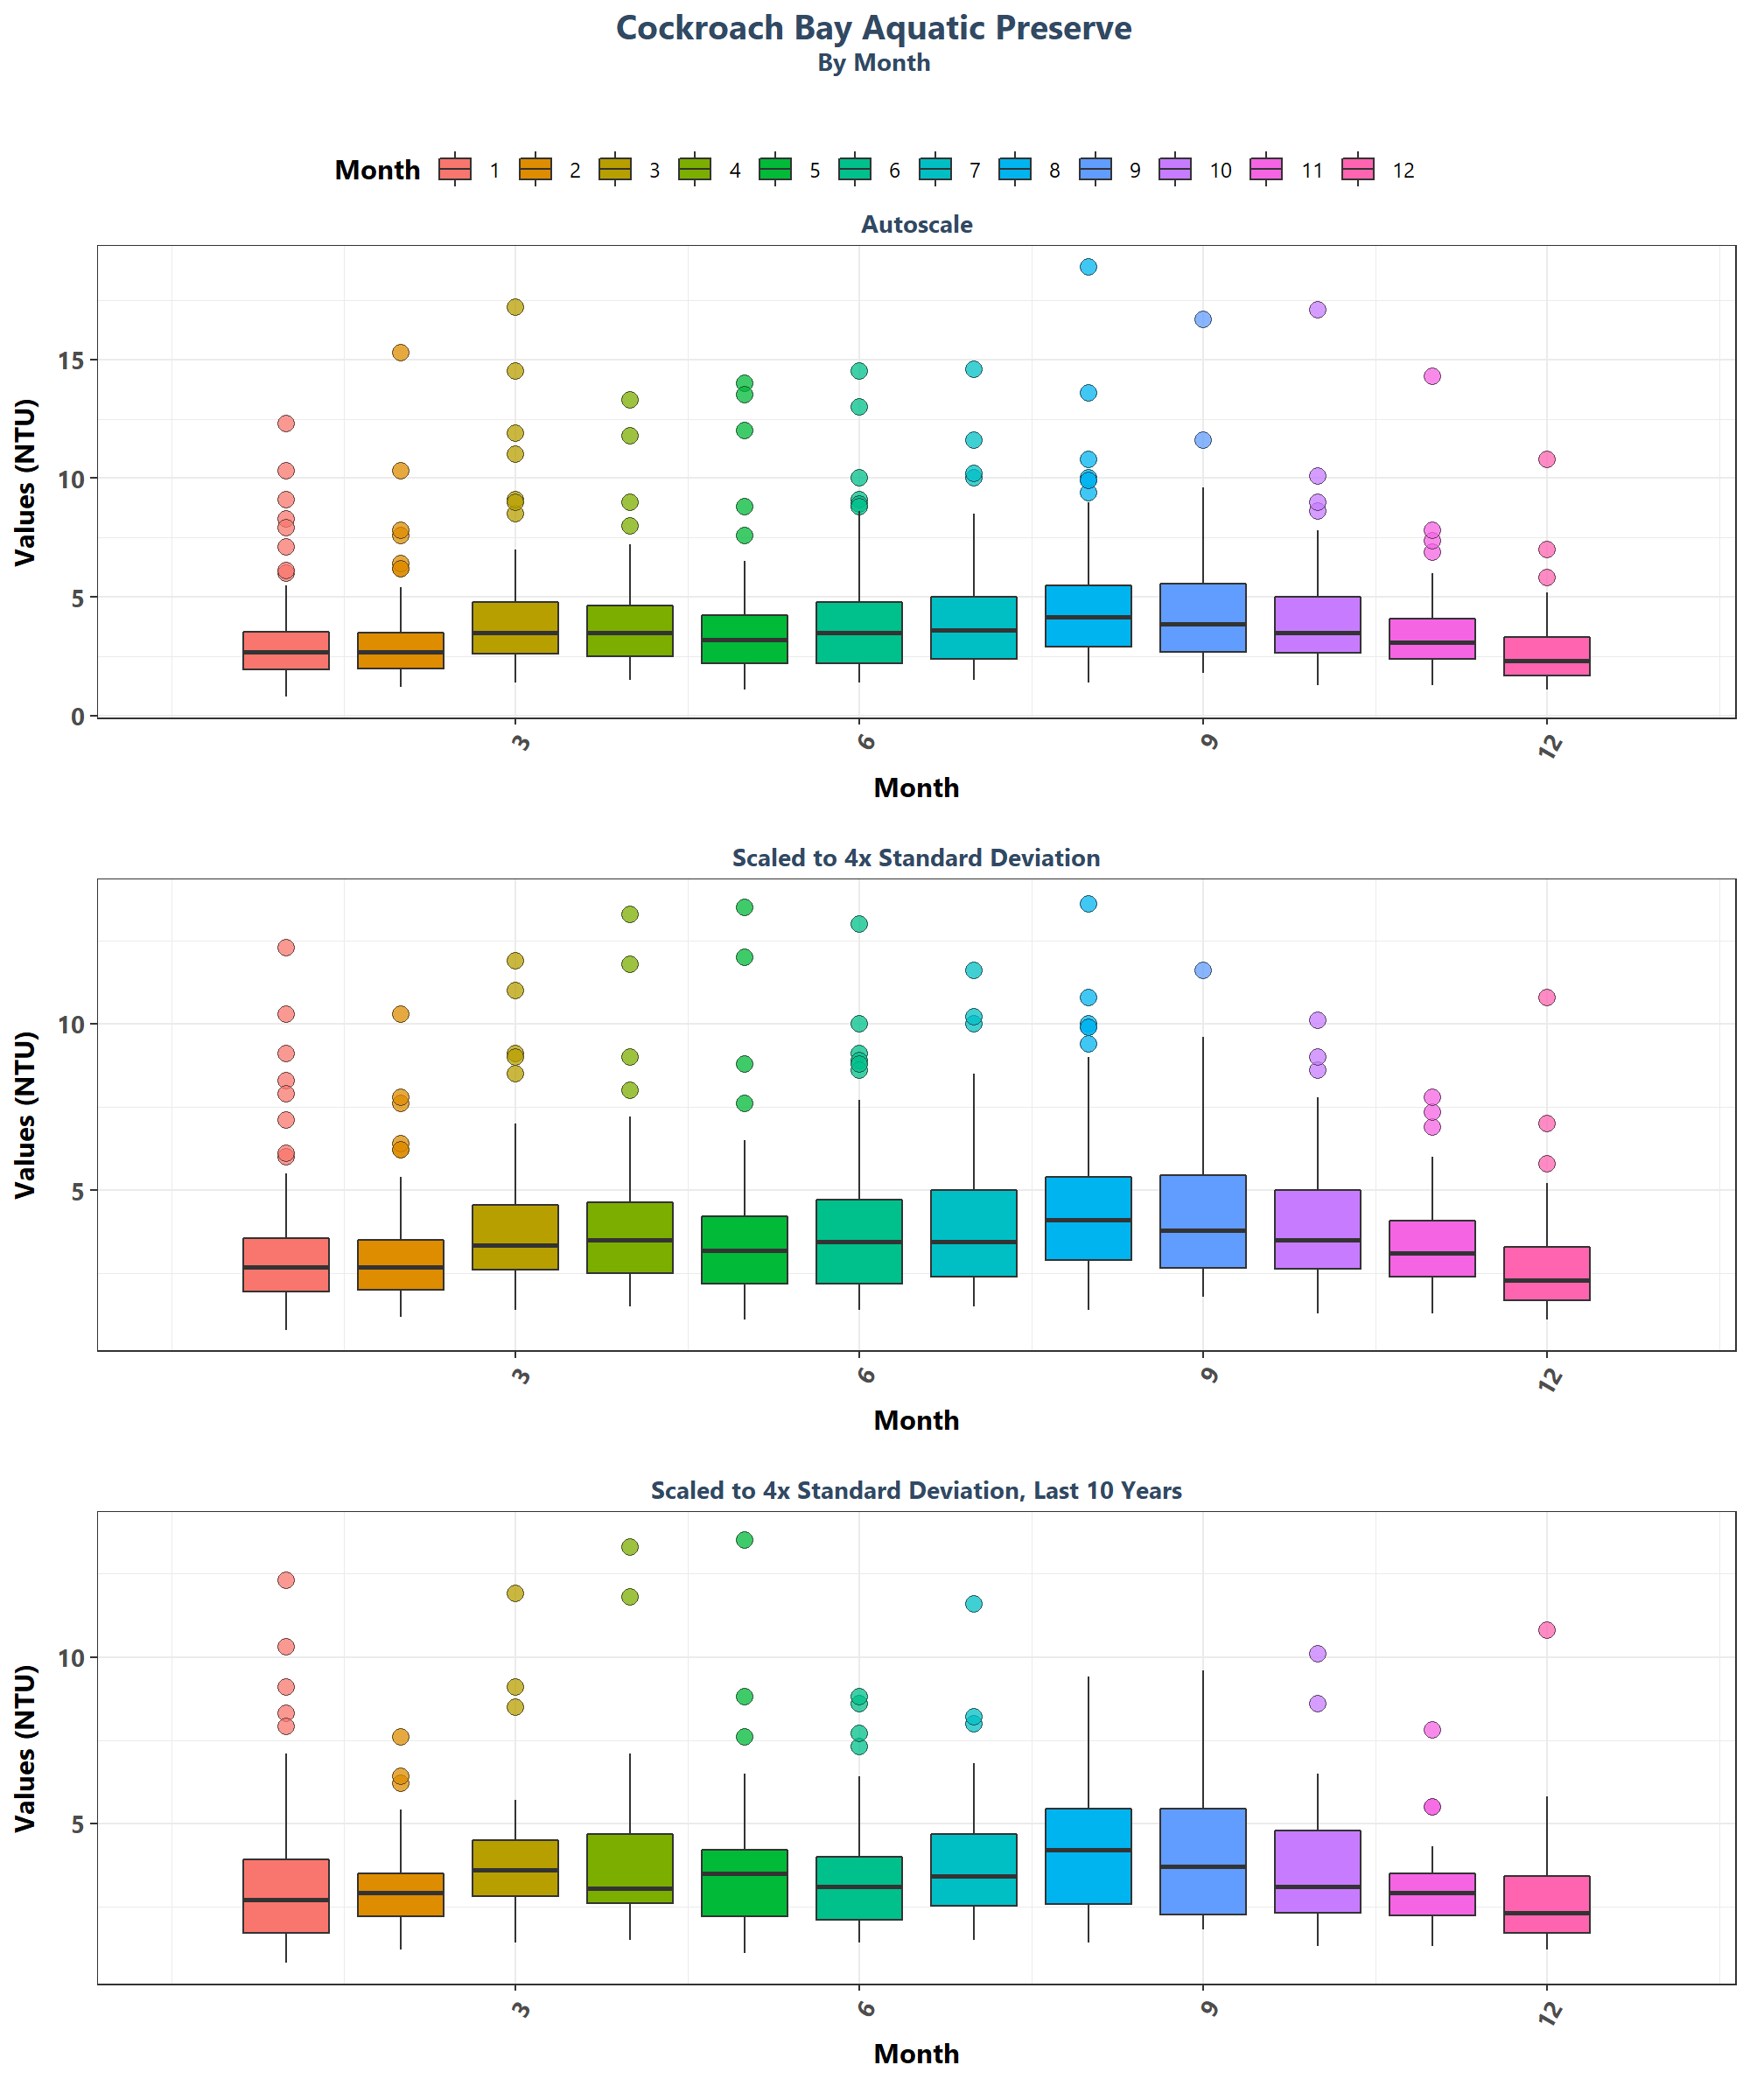 Cockroach Bay Aquatic Preserve
By Month
Month 1 2 3 4 5 6 7 8 9 10 11 12
Autoscale
Values (NTU)
15
10
5
0
3 6 9 12
Month
Scaled to 4x Standard Deviation
Values (NTU)
10
5
3 6 9 12
Month
Scaled to 4x Standard Deviation, Last 10 Years
Values (NTU)
10
5
3 6 9 12
Month